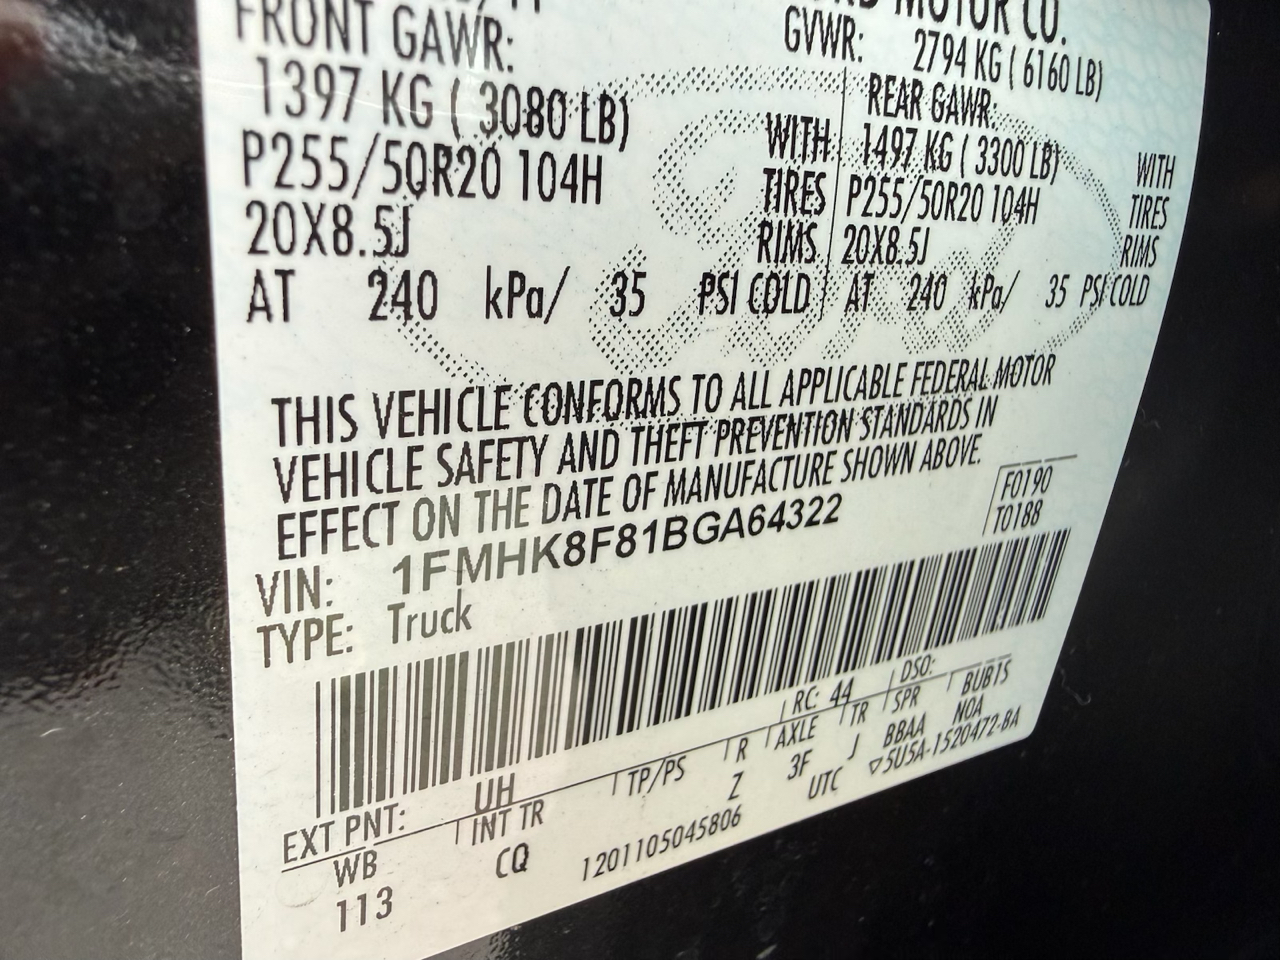 FRONT GAWR:
1397 KG ( 3080 LB)
P255/50R20 104H
20X8.5J
AT 240 kPa/ 35 PSI COLD
WITH
TIRES
RIMS
MOTOR CO.
GVWR: 2794 KG ( 6160 LB)
REAR GAWR:
1497 KG ( 3300 LB) WITH
P255/50R20 104H TIRES
20X8.5J RIMS
AT 240 kPa/ 35 PSI COLD
THIS VEHICLE CONFORMS TO ALL APPLICABLE FEDERAL MOTOR
VEHICLE SAFETY AND THEFT PREVENTION STANDARDS IN
EFFECT ON THE DATE OF MANUFACTURE SHOWN ABOVE.
F0190
T0188
VIN: 1FMHK8F81BGA64322
TYPE: Truck
EXT PNT: UH RC: 44 DSO: BUB1S
WB INT TR TP/PS R AXLE TR SPR
113 CQ Z 3F J BBAA NOA
1201105045806 UTC ▽5U5A-1520472-BA